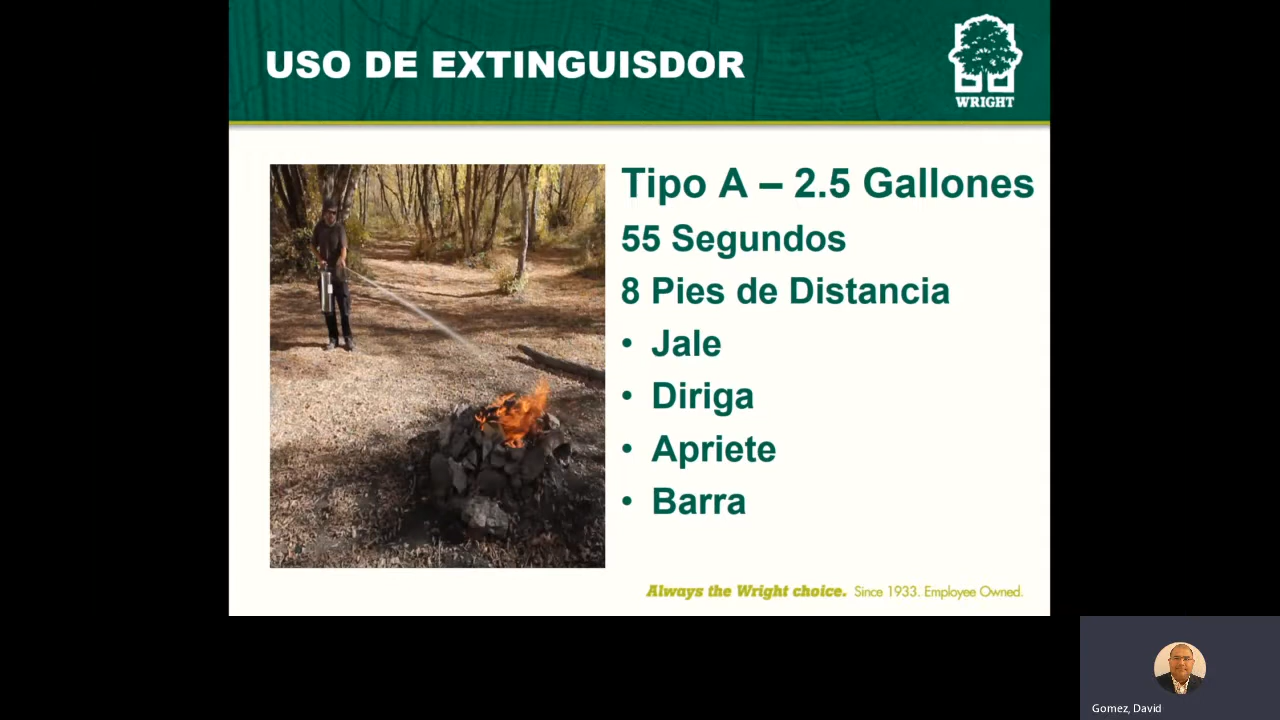 USO DE EXTINGUISDOR
WRIGHT
Tipo A – 2.5 Gallones
55 Segundos
8 Pies de Distancia
• Jale
• Diriga
• Apriete
• Barra
Always the Wright choice. Since 1933. Employee Owned.
Gomez, David